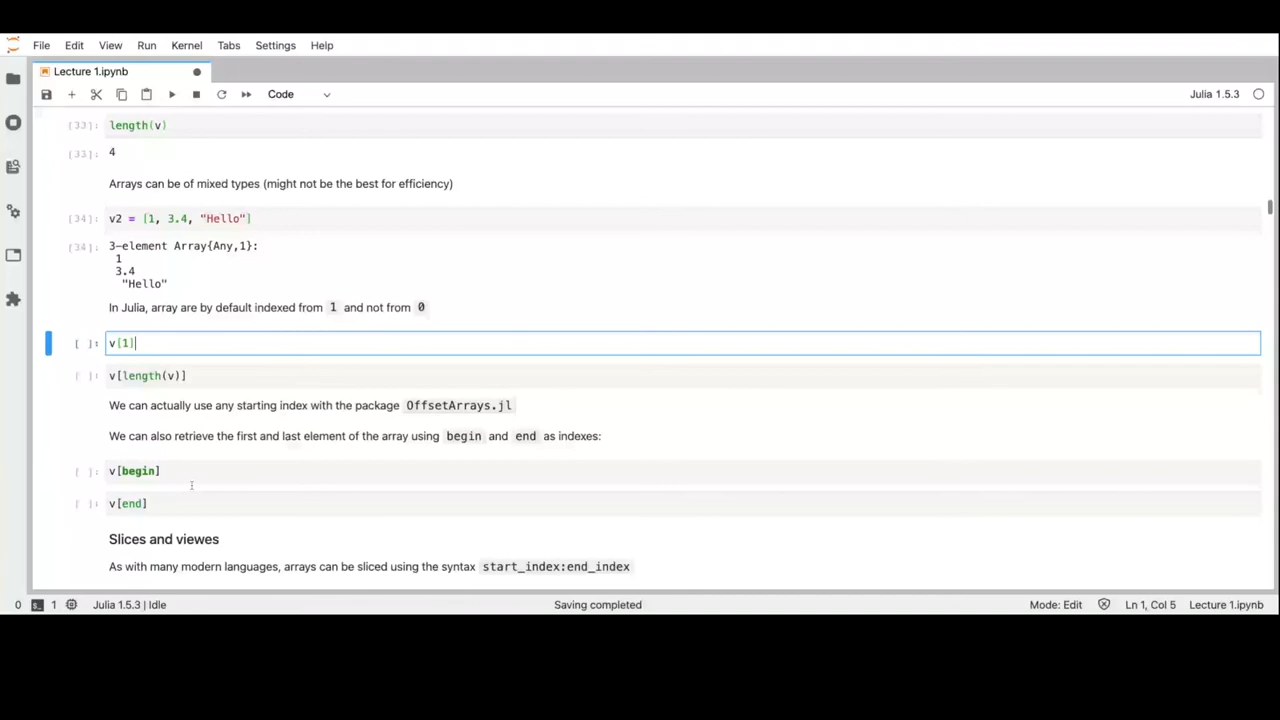 File Edit View Run Kernel Tabs Settings Help
Lecture 1.ipynb
Code
Julia 1.5.3
[33]: length(v)
[33]: 4
Arrays can be of mixed types (might not be the best for efficiency)
[34]: v2 = [1, 3.4, "Hello"]
[34]: 3-element Array{Any,1}:
1
3.4
"Hello"
In Julia, array are by default indexed from 1 and not from 0
[ ]: v[1]
[ ]: v[length(v)]
We can actually use any starting index with the package OffsetArrays.jl
We can also retrieve the first and last element of the array using begin and end as indexes:
[ ]: v[begin]
[ ]: v[end]
Slices and viewes
As with many modern languages, arrays can be sliced using the syntax start_index:end_index
0 1 Julia 1.5.3 | Idle Saving completed Mode: Edit Ln 1, Col 5 Lecture 1.ipynb